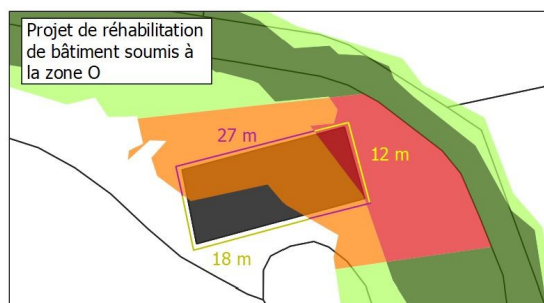 Projet de réhabilitation
de bâtiment soumis à
la zone O
27 m
12 m
18 m